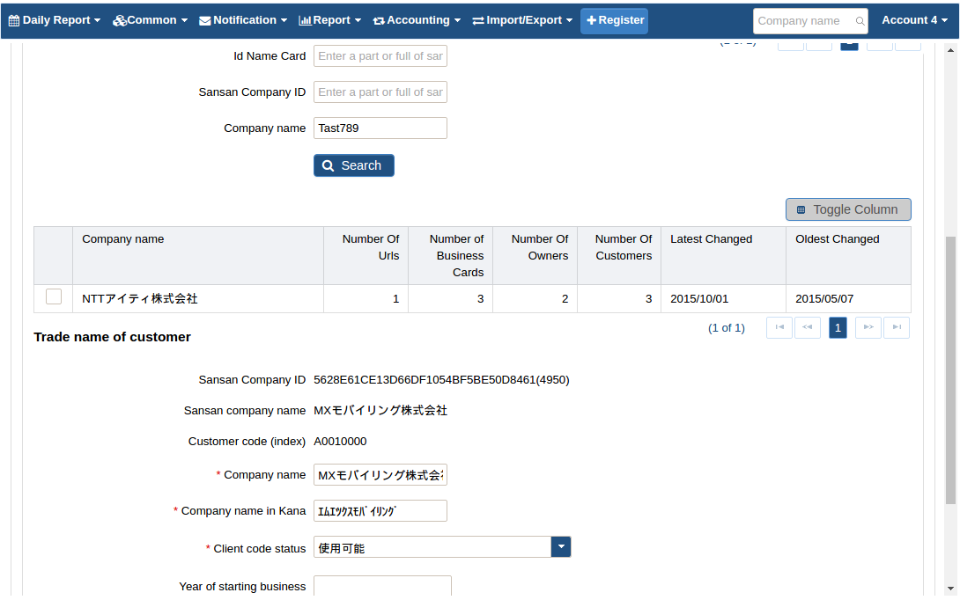 Daily Report Common Notification Report Accounting Import/Export Register Company name Account 4
Id Name Card Enter a part or full of sar
Sansan Company ID Enter a part or full of sar
Company name Tast789
Search
Toggle Column
Company name Number Of Urls Number of Business Cards Number Of Owners Number Of Customers Latest Changed Oldest Changed
NTTアイティ株式会社 1 3 2 3 2015/10/01 2015/05/07
(1 of 1) 1
Trade name of customer
Sansan Company ID 5628E61CE13D66DF1054BF5BE50D8461(4950)
Sansan company name MXモバイリング株式会社
Customer code (index) A0010000
* Company name MXモバイリング株式会
* Company name in Kana ｴﾑｴﾂｸｽﾓﾊﾞｲﾘﾝｸﾞ
* Client code status 使用可能
Year of starting business